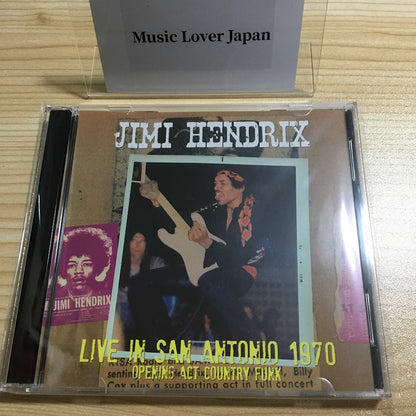 Music Lover Japan
JIMI HENDRIX
JIMI HENDRIX
LIVE IN SAN ANTONIO 1970
OPENING ACT COUNTRY FUNK
Billy
Cox plus a supporting act in full concert